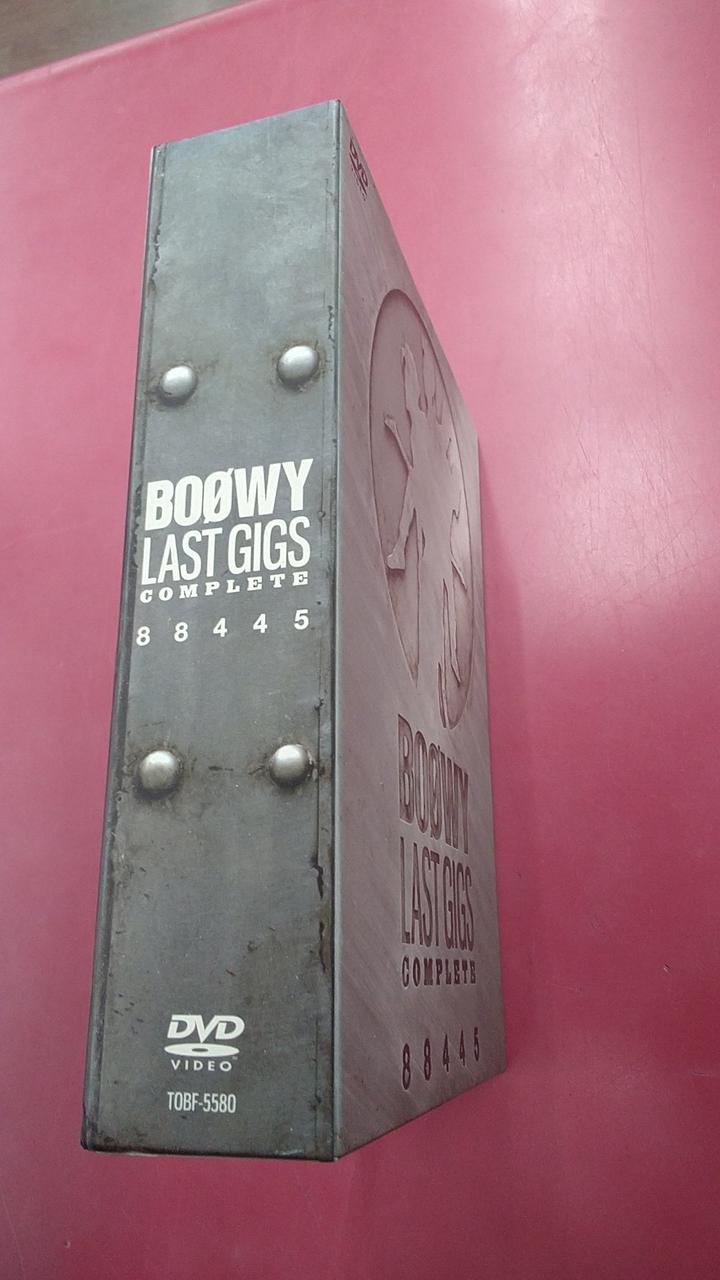 BOØWY
LAST GIGS
COMPLETE
8 8 4 4 5
DVD
VIDEO
TOBF-5580
DVD
BOØWY
LAST GIGS
COMPLETE
8 8 4 4 5